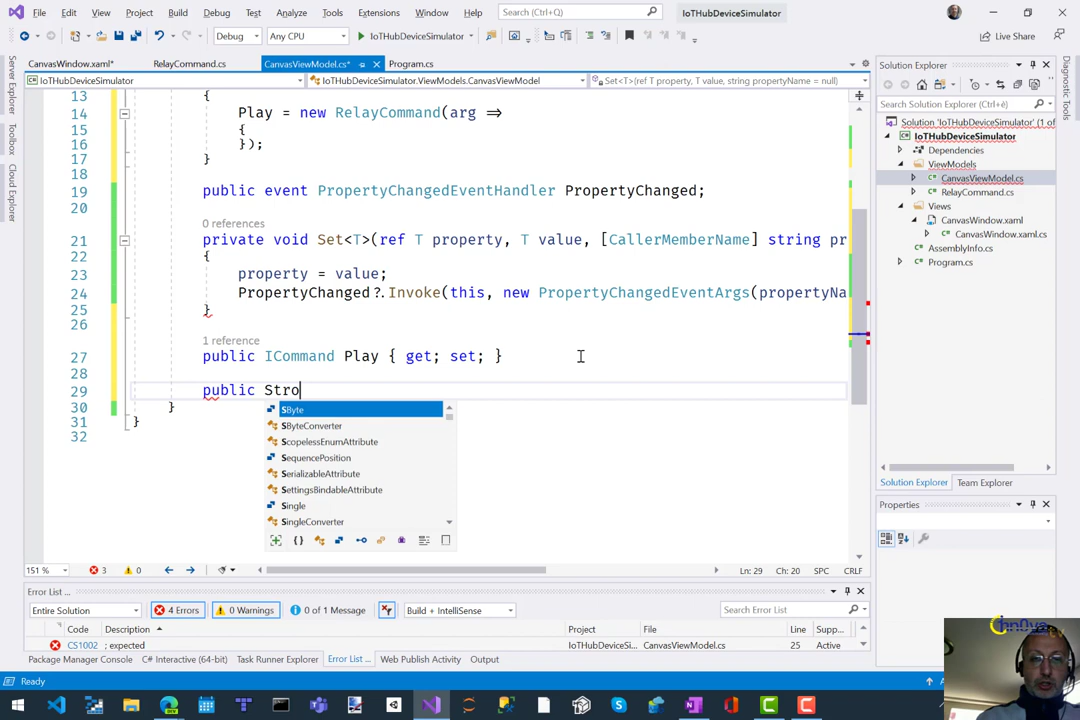 File Edit View Project Build Debug Test Analyze Tools Extensions Window Help Search (Ctrl+Q) IoTHubDeviceSimulator
Debug Any CPU IoTHubDeviceSimulator Live Share
CanvasWindow.xaml* RelayCommand.cs CanvasViewModel.cs* Program.cs
IoTHubDeviceSimulator IoTHubDeviceSimulator.ViewModels.CanvasViewModel Set<T>(ref T property, T value, string propertyName = null)
Server Explorer
Toolbox
Cloud Explorer
13 {
14 Play = new RelayCommand(arg =>
15 {
16 });
17 }
18
19 public event PropertyChangedEventHandler PropertyChanged;
20
0 references
21 private void Set<T>(ref T property, T value, [CallerMemberName] string pr
22 {
23 property = value;
24 PropertyChanged?.Invoke(this, new PropertyChangedEventArgs(propertyNa
25 }
26
1 reference
27 public ICommand Play { get; set; }
28
29 public Stro
30 }
31 }
32
SByte
SByteConverter
ScopelessEnumAttribute
SequencePosition
SerializableAttribute
SettingsBindableAttribute
Single
SingleConverter
151 % 3 0 Ln: 29 Ch: 20 SPC CRLF
Error List ...
Entire Solution 4 Errors 0 Warnings 0 of 1 Message Build + IntelliSense Search Error List
Code Description Project File Line Supp...
CS1002 ; expected IoTHubDeviceSi... CanvasViewModel.cs 25 Active
Package Manager Console C# Interactive (64-bit) Task Runner Explorer Error List ... Web Publish Activity Output
Ready
Solution Explorer
Search Solution Explorer (Ctrl+è)
Solution 'IoTHubDeviceSimulator' (1 of
IoTHubDeviceSimulator
Dependencies
ViewModels
CanvasViewModel.cs
RelayCommand.cs
Views
CanvasWindow.xaml
CanvasWindow.xaml.cs
AssemblyInfo.cs
Program.cs
Solution Explorer Team Explorer
Properties
Diagnostic Tools